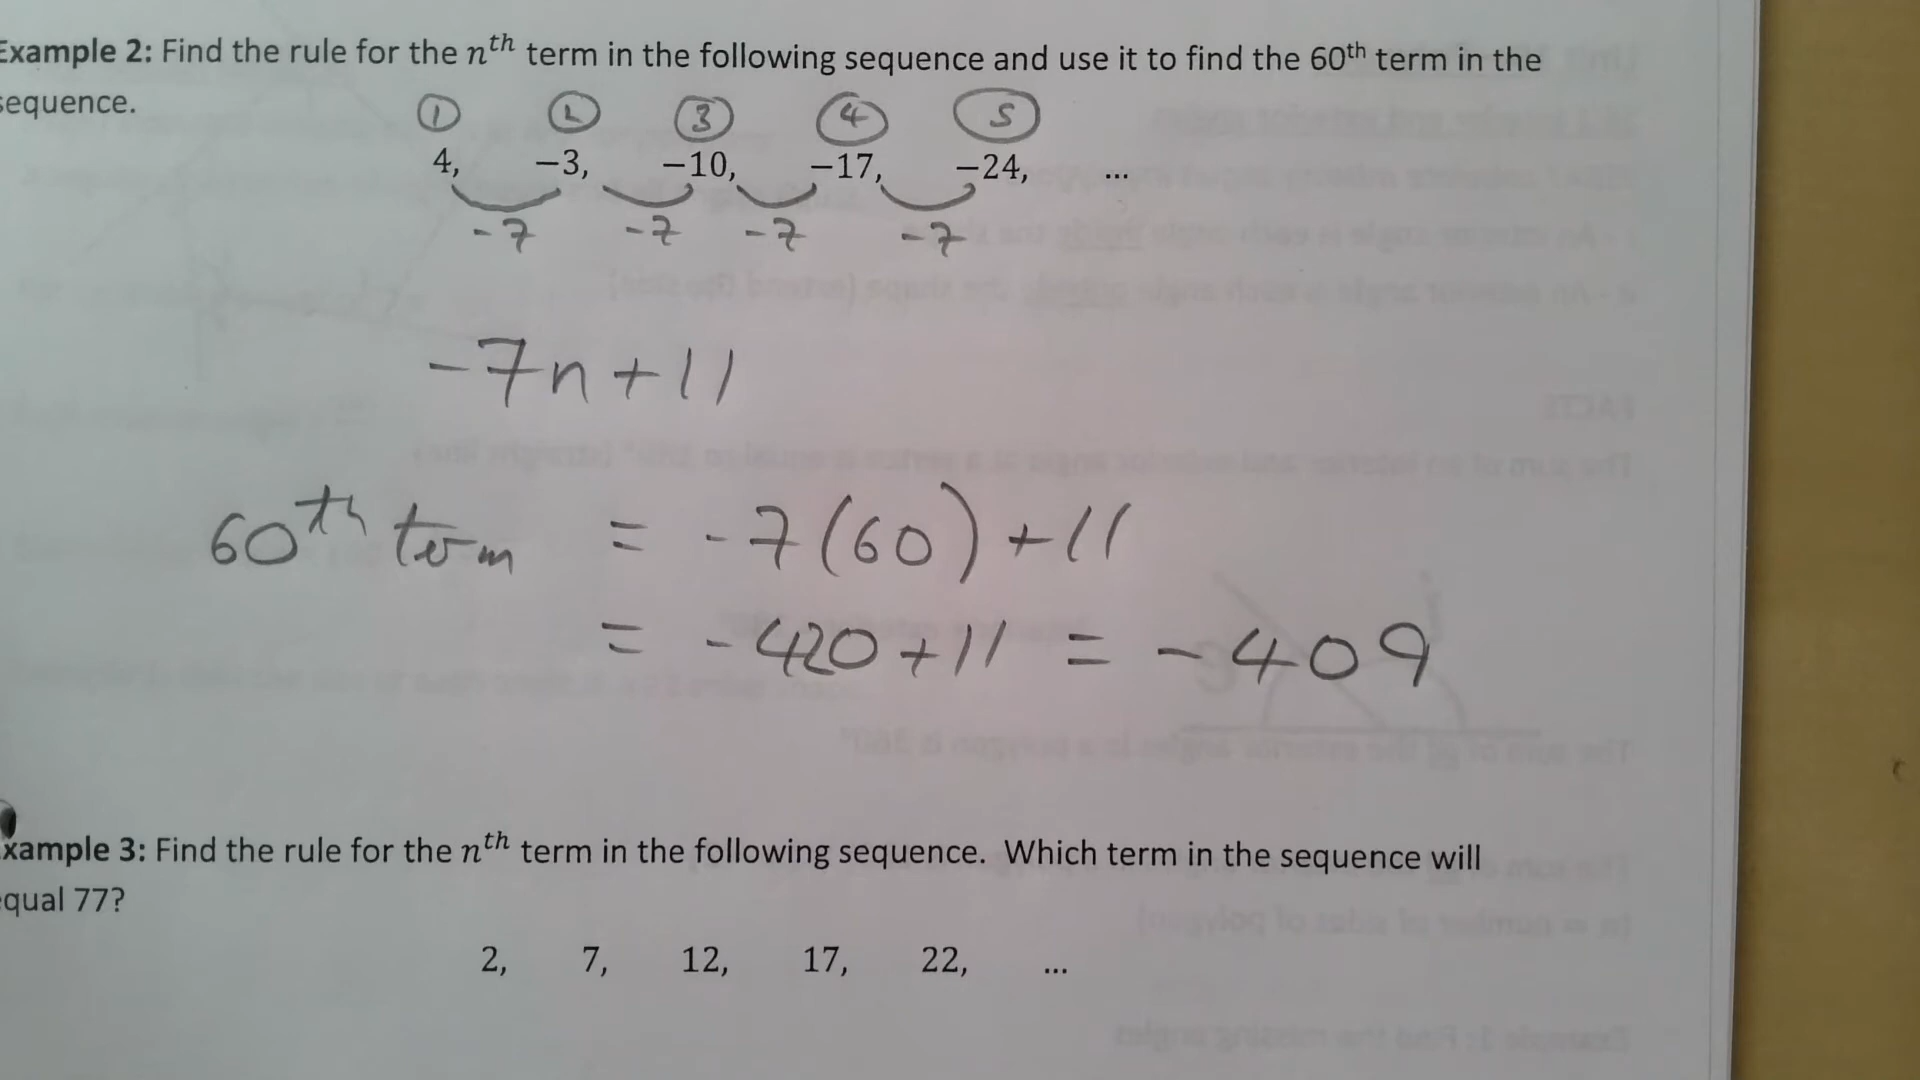 Example 2: Find the rule for the nth term in the following sequence and use it to find the 60th term in the
sequence.
1 2 3 4 5
4, −3, −10, −17, −24, ...
-7 -7 -7 -7
-7n+11
60th term = -7(60)+11
= -420+11 = -409
xample 3: Find the rule for the nth term in the following sequence. Which term in the sequence will
qual 77?
2, 7, 12, 17, 22, ...